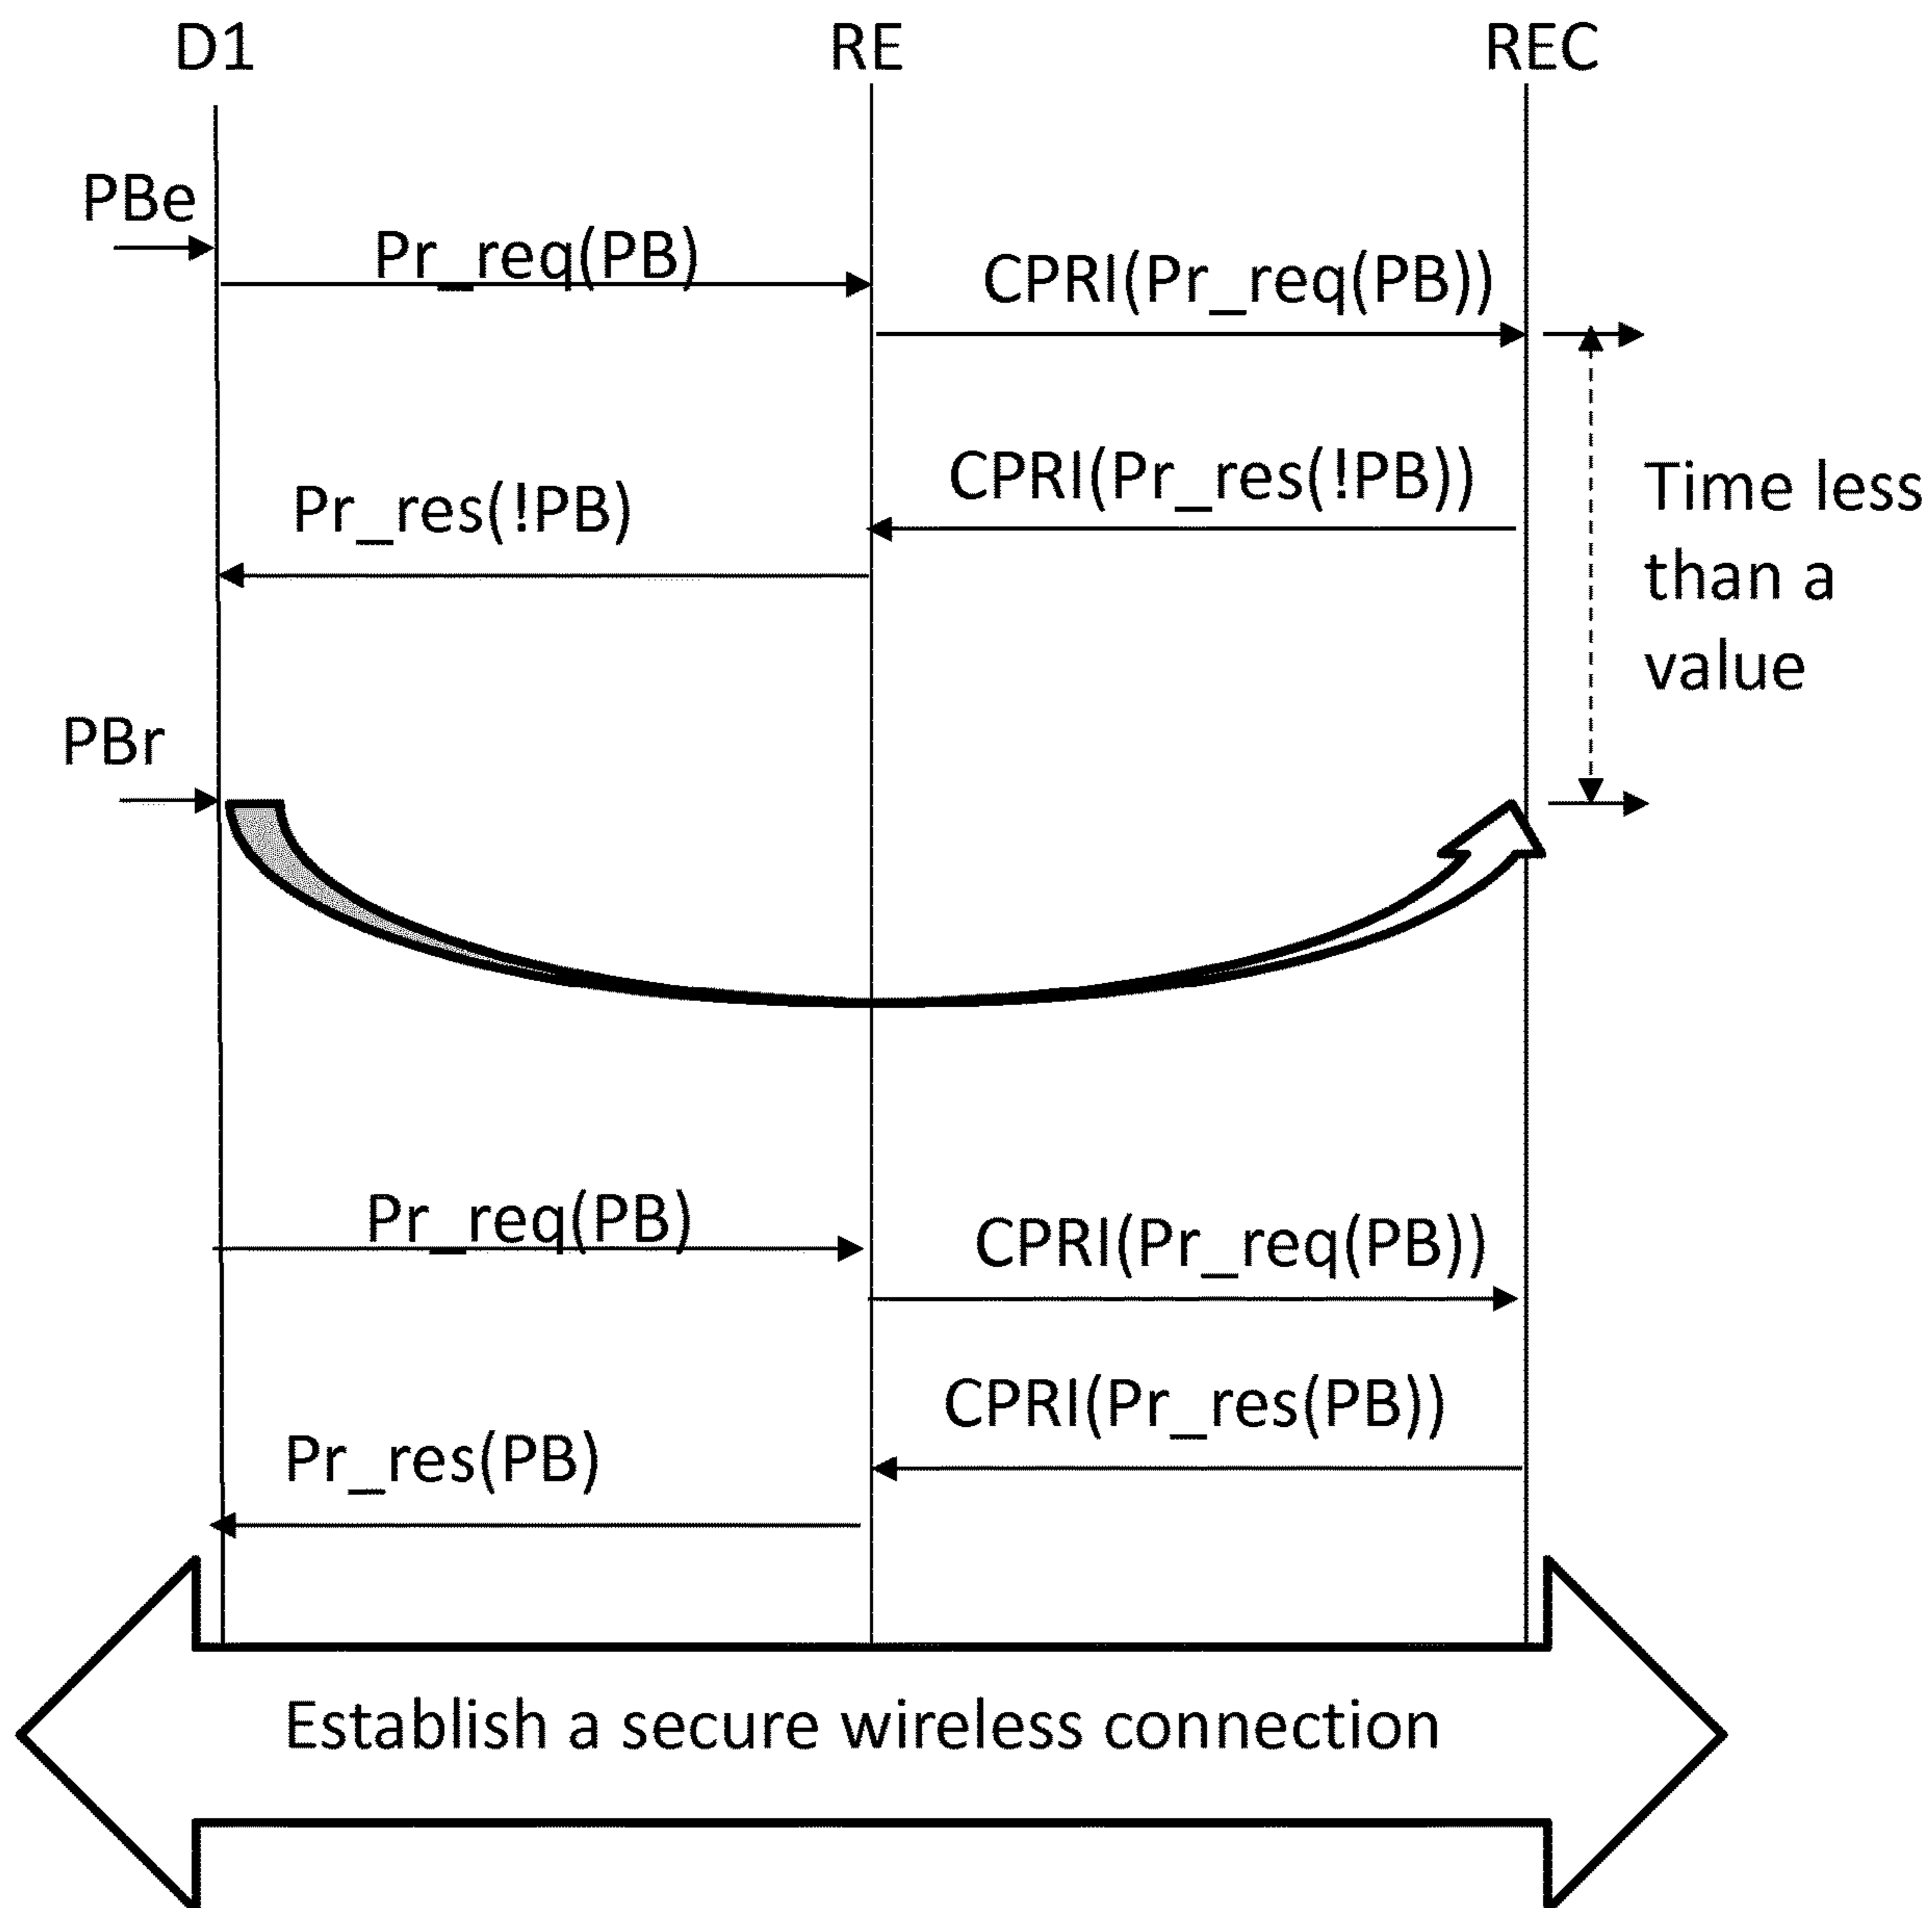 D1 RE REC
PBe
Pr_req(PB)
CPRI(Pr_req(PB))
CPRI(Pr_res(!PB))
Pr_res(!PB)
Time less
than a
value
PBr
Pr_req(PB)
CPRI(Pr_req(PB))
CPRI(Pr_res(PB))
Pr_res(PB)
Establish a secure wireless connection